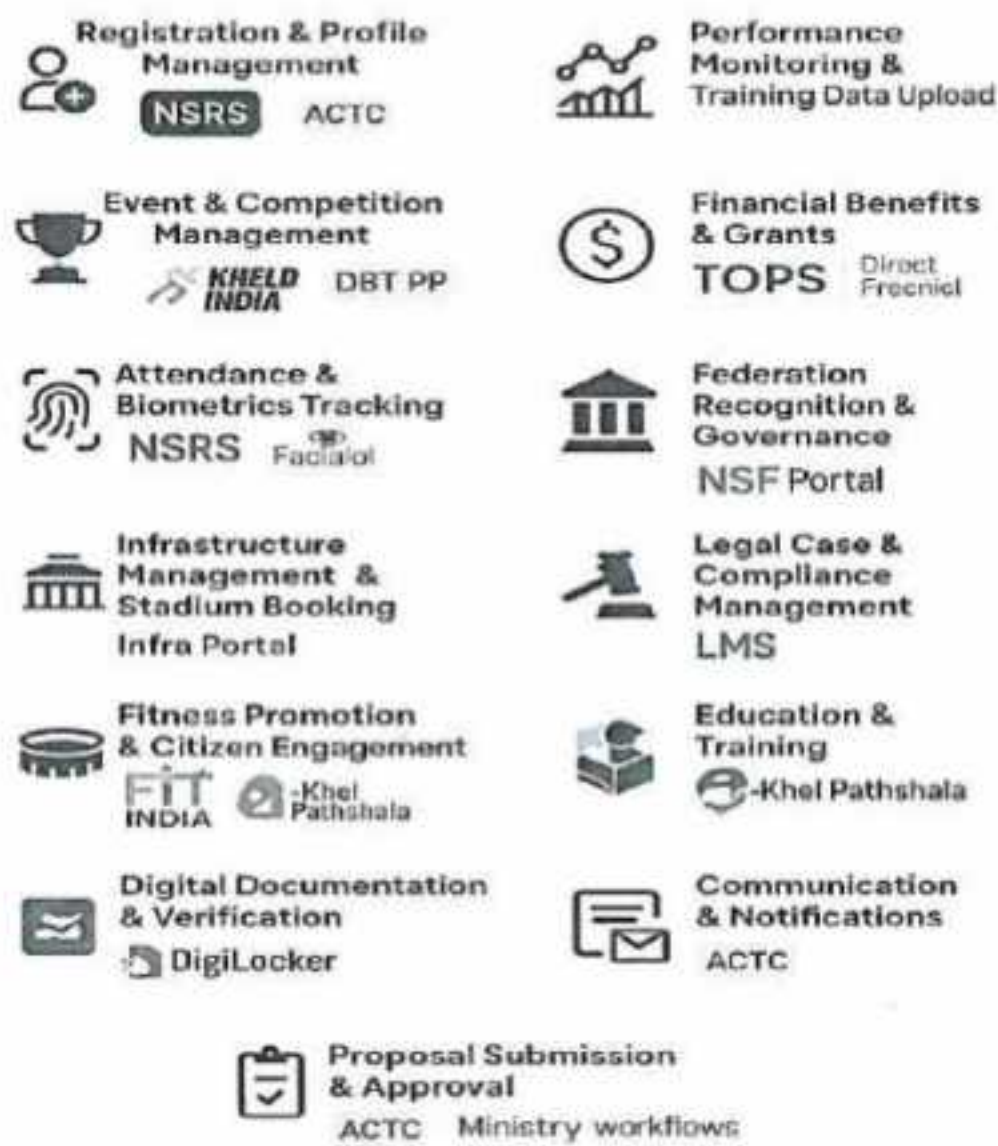 Registration & Profile
Management
NSRS ACTC
Performance
Monitoring &
Training Data Upload
Event & Competition
Management
KHELD
INDIA
DBT PP
Financial Benefits
& Grants
TOPS
Direct
Frecnicl
Attendance &
Biometrics Tracking
NSRS
Facialol
Federation
Recognition &
Governance
NSF Portal
Infrastructure
Management &
Stadium Booking
Infra Portal
Legal Case &
Compliance
Management
LMS
Fitness Promotion
& Citizen Engagement
FiT
INDIA
-Khel
Pathshala
Education &
Training
-Khel Pathshala
Digital Documentation
& Verification
DigiLocker
Communication
& Notifications
ACTC
Proposal Submission
& Approval
ACTC Ministry workflows